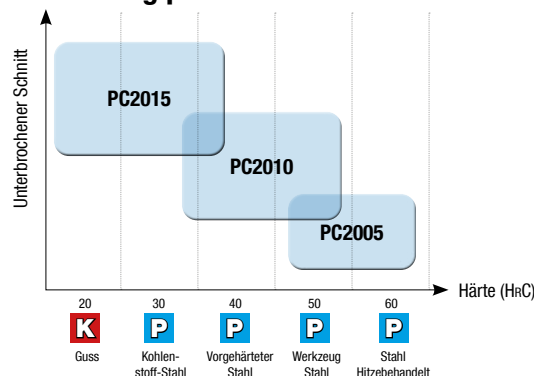 Unterbrochener Schnitt
PC2015
PC2010
PC2005
Härte (HRC)
20 30 40 50 60
K P P P P
Guss Kohlen- Vorgehärteter Werkzeug Stahl
stoff-Stahl Stahl Stahl Hitzebehandelt